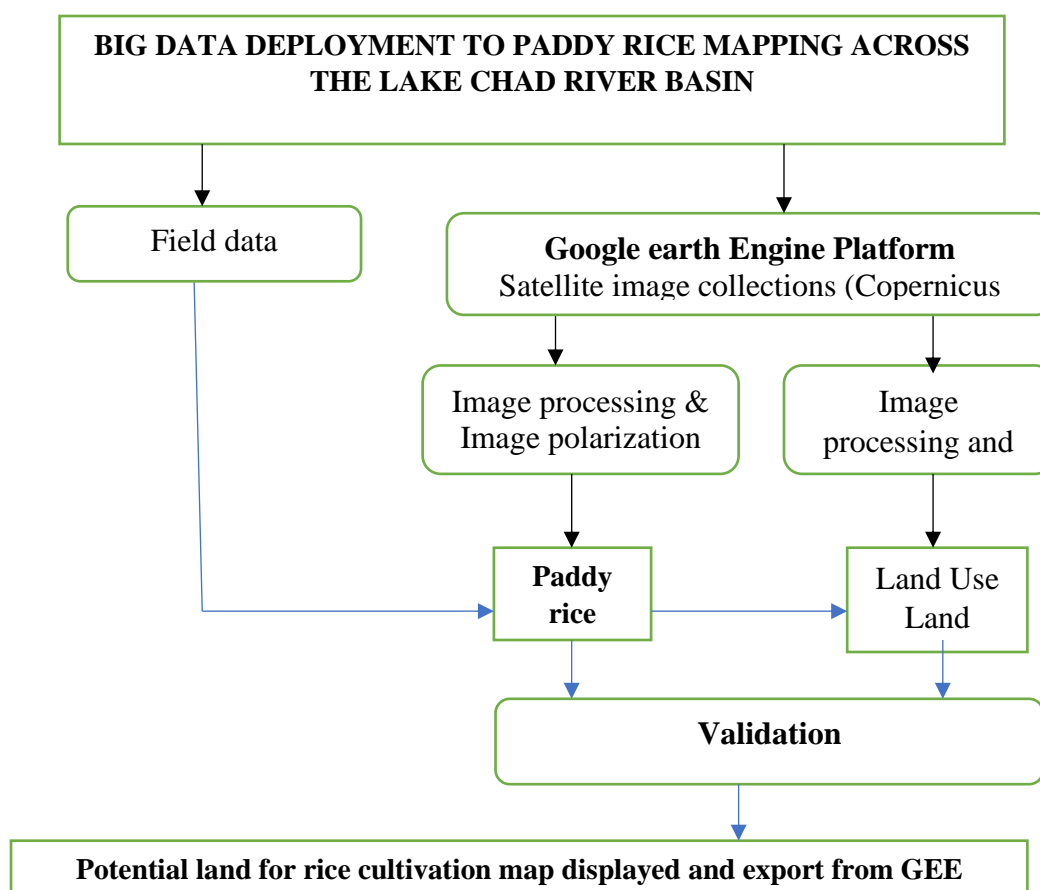 BIG DATA DEPLOYMENT TO PADDY RICE MAPPING ACROSS
THE LAKE CHAD RIVER BASIN
Field data
Google earth Engine Platform
Satellite image collections (Copernicus
Image processing &
Image polarization
Image
processing and
Paddy
rice
Land Use
Land
Validation
Potential land for rice cultivation map displayed and export from GEE